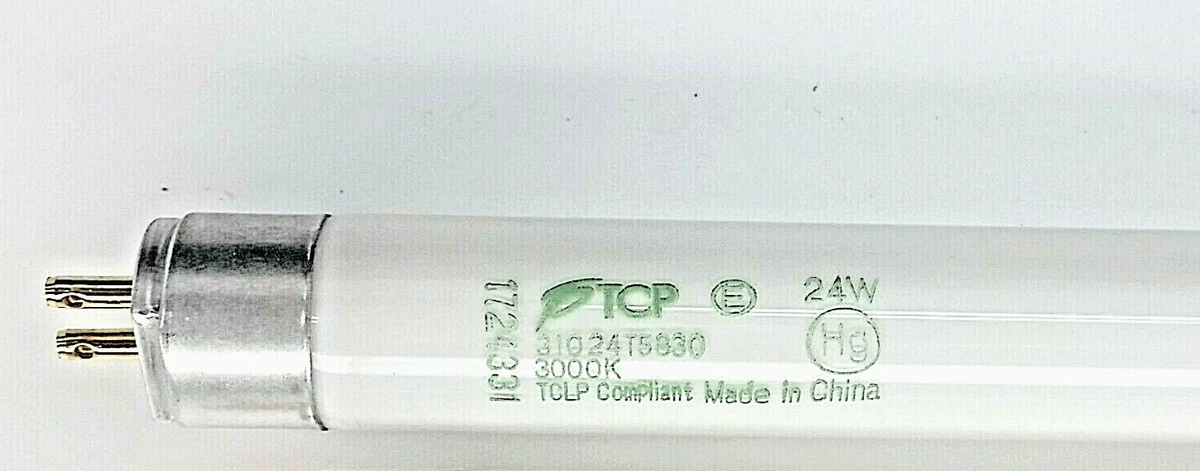 1724331
TCP E 24W
31024T5830
Hg
3000K
TCLP Compliant Made In China